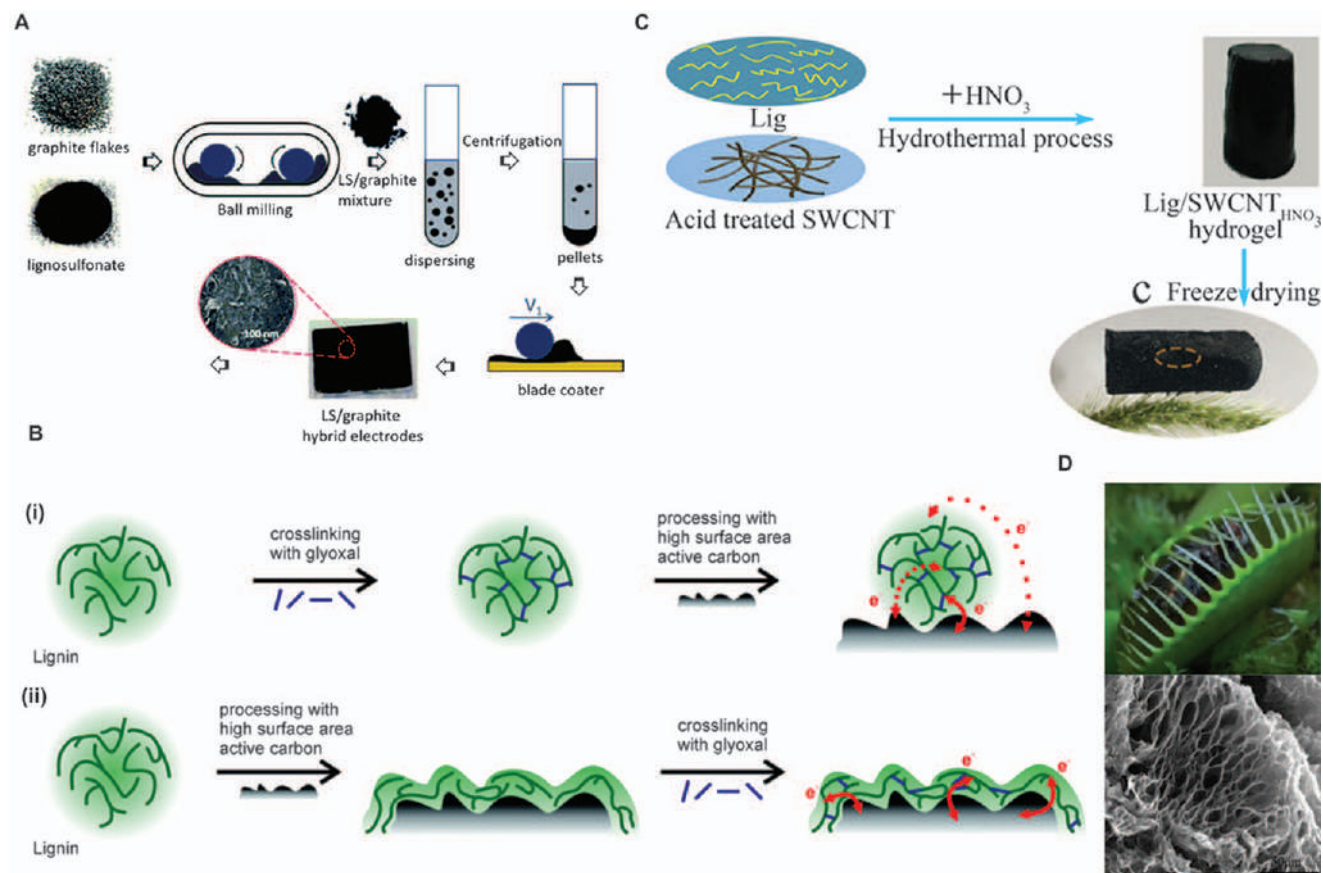 A
graphite flakes
lignosulfonate
Ball milling
LS/graphite
mixture
dispersing
Centrifugation
pellets
V1
blade coater
LS/graphite
hybrid electrodes
100 nm
C
Lig
Acid treated SWCNT
+HNO3
Hydrothermal process
Lig/SWCNTHNO3
hydrogel
C Freeze drying
B
(i)
Lignin
crosslinking
with glyoxal
processing with
high surface area
active carbon
e-
e-
e-
(ii)
Lignin
processing with
high surface area
active carbon
crosslinking
with glyoxal
e-
e-
e-
D